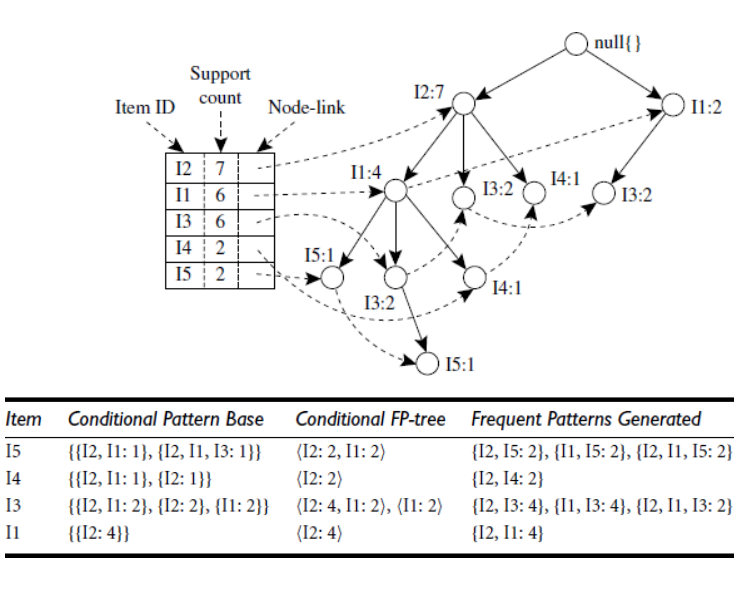 null{}
Support
count
Item ID
Node-link
I2:7
I1:2
I2 7
I1 6
I3 6
I4 2
I5 2
I1:4
I3:2
I4:1
I3:2
I5:1
I3:2
I4:1
I5:1
Item Conditional Pattern Base Conditional FP-tree Frequent Patterns Generated
I5 {{I2, I1: 1}, {I2, I1, I3: 1}} ⟨I2: 2, I1: 2⟩ {I2, I5: 2}, {I1, I5: 2}, {I2, I1, I5: 2}
I4 {{I2, I1: 1}, {I2: 1}} ⟨I2: 2⟩ {I2, I4: 2}
I3 {{I2, I1: 2}, {I2: 2}, {I1: 2}} ⟨I2: 4, I1: 2⟩, ⟨I1: 2⟩ {I2, I3: 4}, {I1, I3: 4}, {I2, I1, I3: 2}
I1 {{I2: 4}} ⟨I2: 4⟩ {I2, I1: 4}